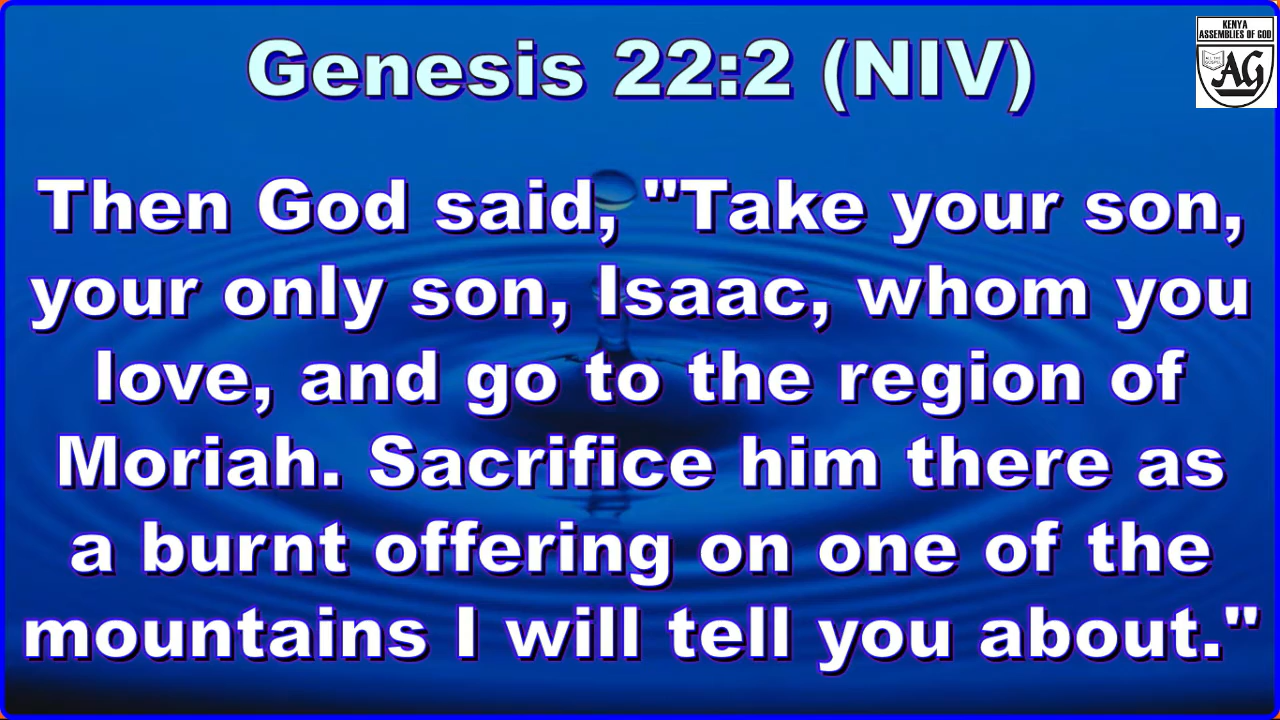 Genesis 22:2 (NIV)
KENYA
ASSEMBLIES OF GOD
AG
Then God said, "Take your son,
your only son, Isaac, whom you
love, and go to the region of
Moriah. Sacrifice him there as
a burnt offering on one of the
mountains I will tell you about."